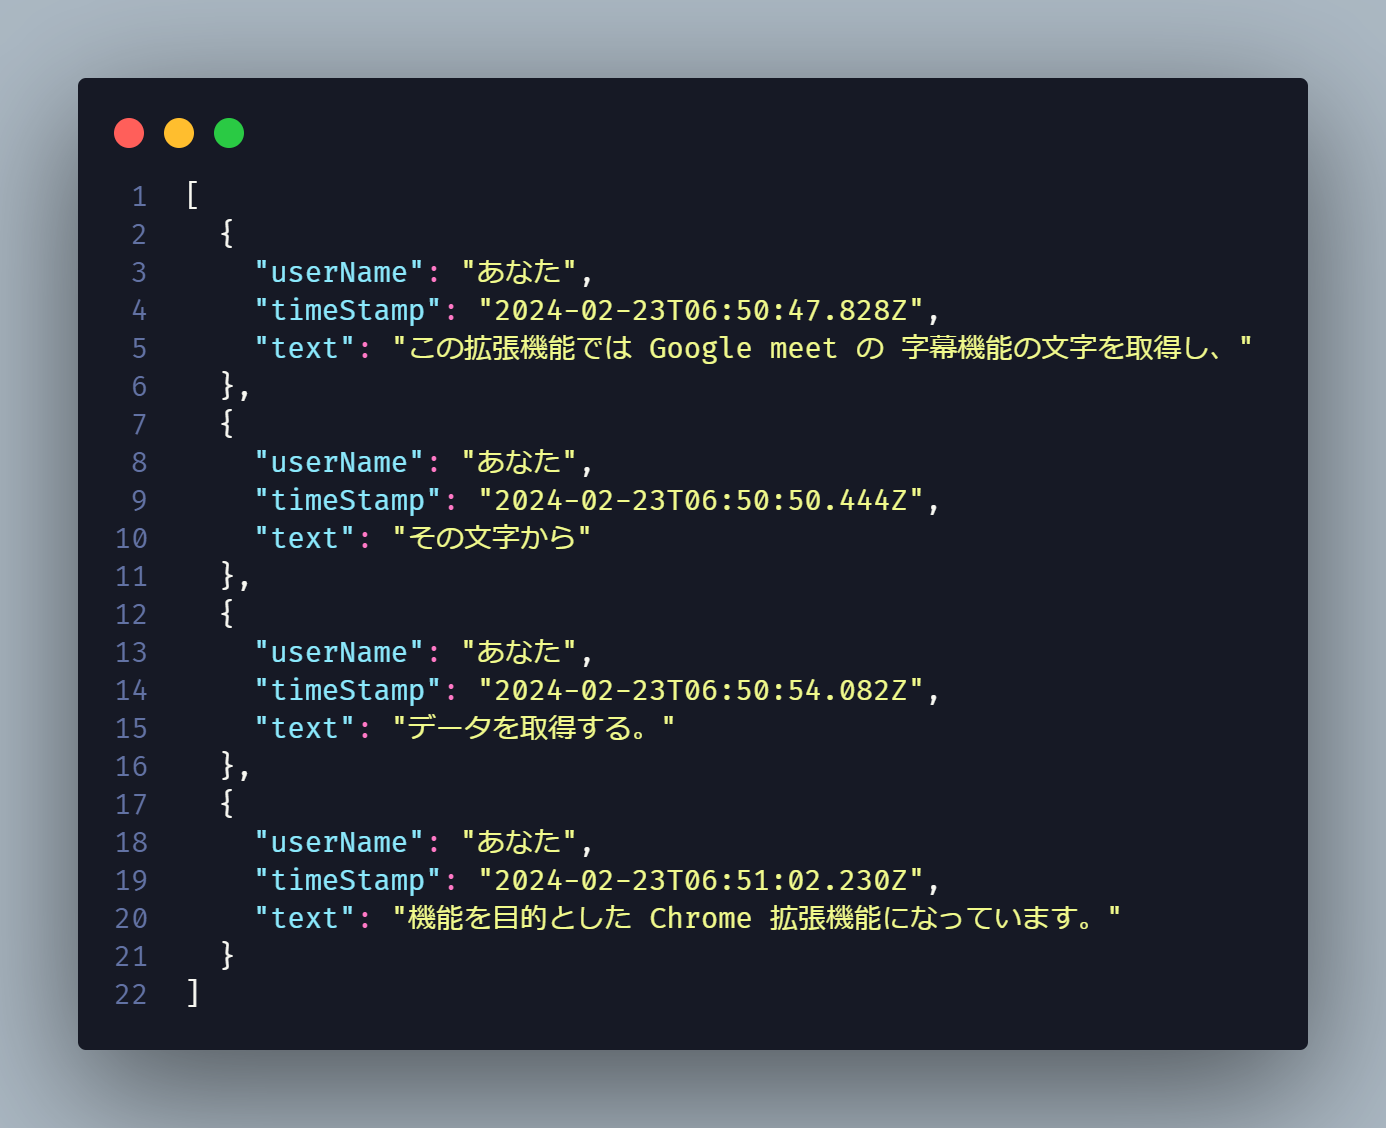 1 [
2   {
3     "userName": "あなた",
4     "timeStamp": "2024-02-23T06:50:47.828Z",
5     "text": "この拡張機能では Google meet の 字幕機能の文字を取得し、"
6   },
7   {
8     "userName": "あなた",
9     "timeStamp": "2024-02-23T06:50:50.444Z",
10     "text": "その文字から"
11   },
12   {
13     "userName": "あなた",
14     "timeStamp": "2024-02-23T06:50:54.082Z",
15     "text": "データを取得する。"
16   },
17   {
18     "userName": "あなた",
19     "timeStamp": "2024-02-23T06:51:02.230Z",
20     "text": "機能を目的とした Chrome 拡張機能になっています。"
21   }
22 ]